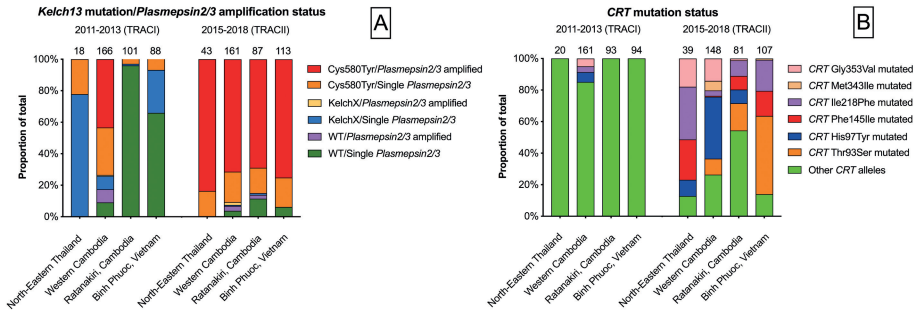 Kelch13 mutation/Plasmepsin2/3 amplification status
A
2011-2013 (TRACI)
2015-2018 (TRACII)
18 166 101 88
43 161 87 113
100%
80%
60%
40%
20%
0%
Proportion of total
North-Eastern Thailand
Western Cambodia
Ratanakiri, Cambodia
Binh Phuoc, Vietnam
North-Eastern Thailand
Western Cambodia
Ratanakiri, Cambodia
Binh Phuoc, Vietnam
Cys580Tyr/Plasmepsin2/3 amplified
Cys580Tyr/Single Plasmepsin2/3
KelchX/Plasmepsin2/3 amplified
KelchX/Single Plasmepsin2/3
WT/Plasmepsin2/3 amplified
WT/Single Plasmepsin2/3
CRT mutation status
B
2011-2013 (TRACI)
2015-2018 (TRACII)
20 161 93 94
39 148 81 107
100%
80%
60%
40%
20%
0%
Proportion of total
North-Eastern Thailand
Western Cambodia
Ratanakiri, Cambodia
Binh Phuoc, Vietnam
North-Eastern Thailand
Western Cambodia
Ratanakiri, Cambodia
Binh Phuoc, Vietnam
CRT Gly353Val mutated
CRT Met343Ile mutated
CRT Ile218Phe mutated
CRT Phe145Ile mutated
CRT His97Tyr mutated
CRT Thr93Ser mutated
Other CRT alleles